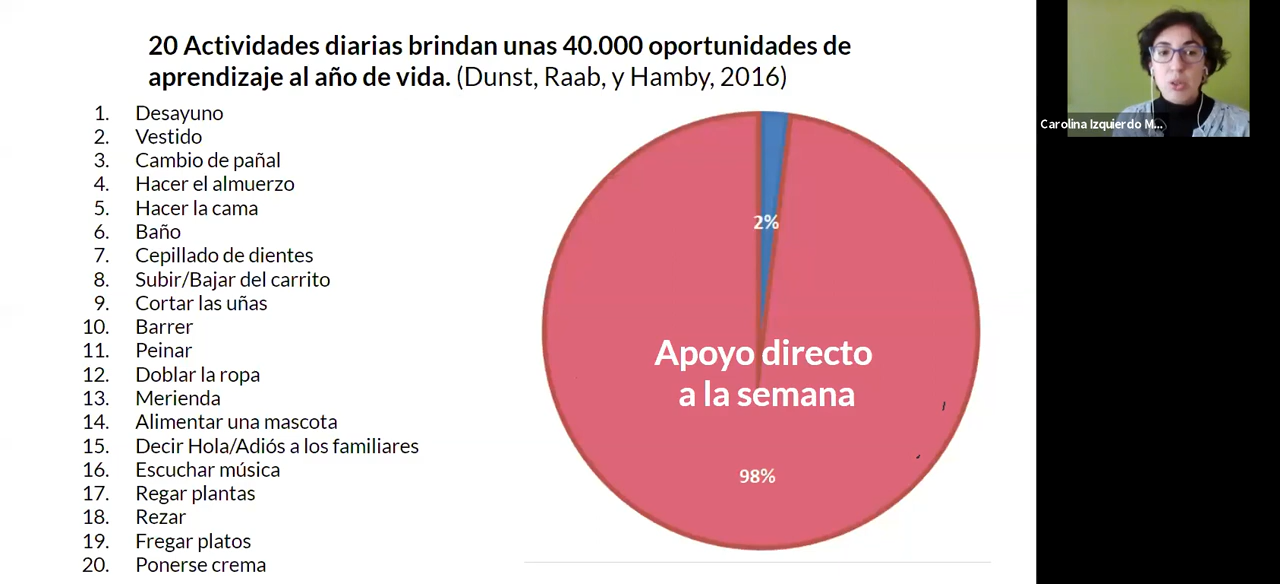 20 Actividades diarias brindan unas 40.000 oportunidades de
aprendizaje al año de vida. (Dunst, Raab, y Hamby, 2016)
1. Desayuno
2. Vestido
3. Cambio de pañal
4. Hacer el almuerzo
5. Hacer la cama
6. Baño
7. Cepillado de dientes
8. Subir/Bajar del carrito
9. Cortar las uñas
10. Barrer
11. Peinar
12. Doblar la ropa
13. Merienda
14. Alimentar una mascota
15. Decir Hola/Adiós a los familiares
16. Escuchar música
17. Regar plantas
18. Rezar
19. Fregar platos
20. Ponerse crema
2%
Apoyo directo
a la semana
98%
Carolina Izquierdo M...